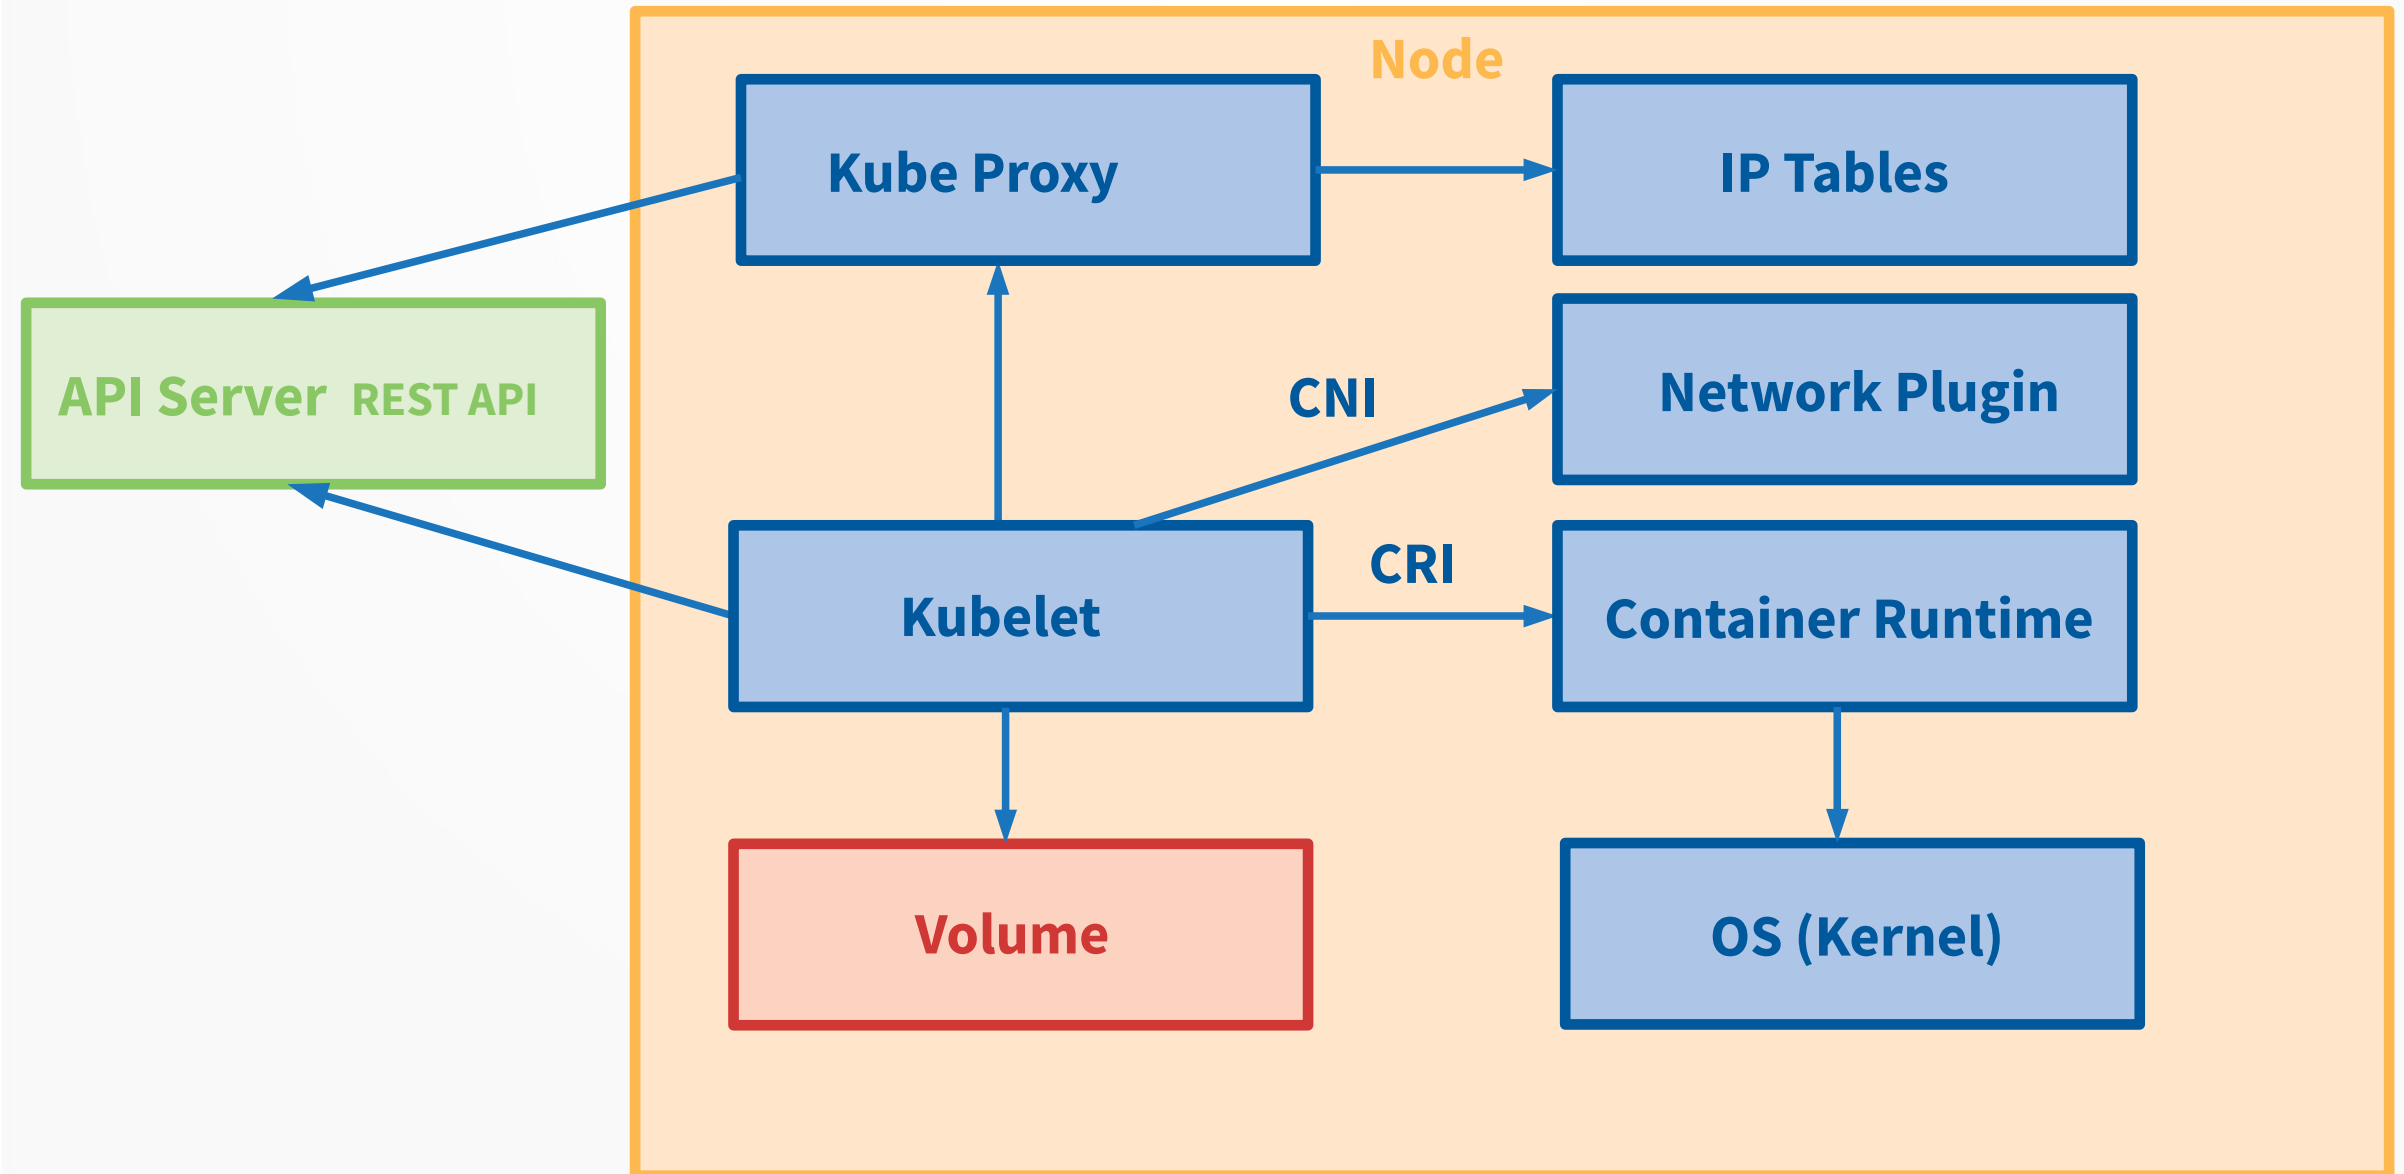 Node
Kube Proxy
IP Tables
API Server REST API
CNI
Network Plugin
CRI
Kubelet
Container Runtime
Volume
OS (Kernel)